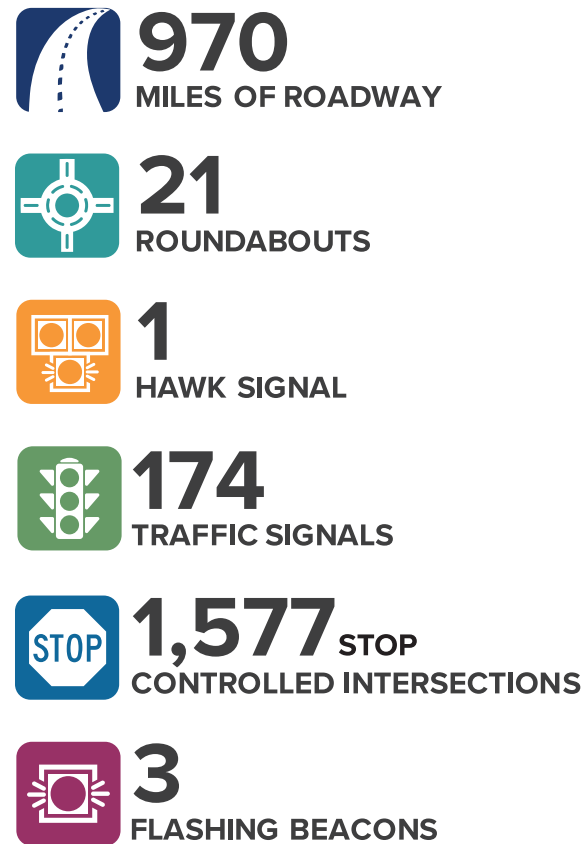 970
MILES OF ROADWAY
21
ROUNDABOUTS
1
HAWK SIGNAL
174
TRAFFIC SIGNALS
STOP
1,577 STOP
CONTROLLED INTERSECTIONS
3
FLASHING BEACONS